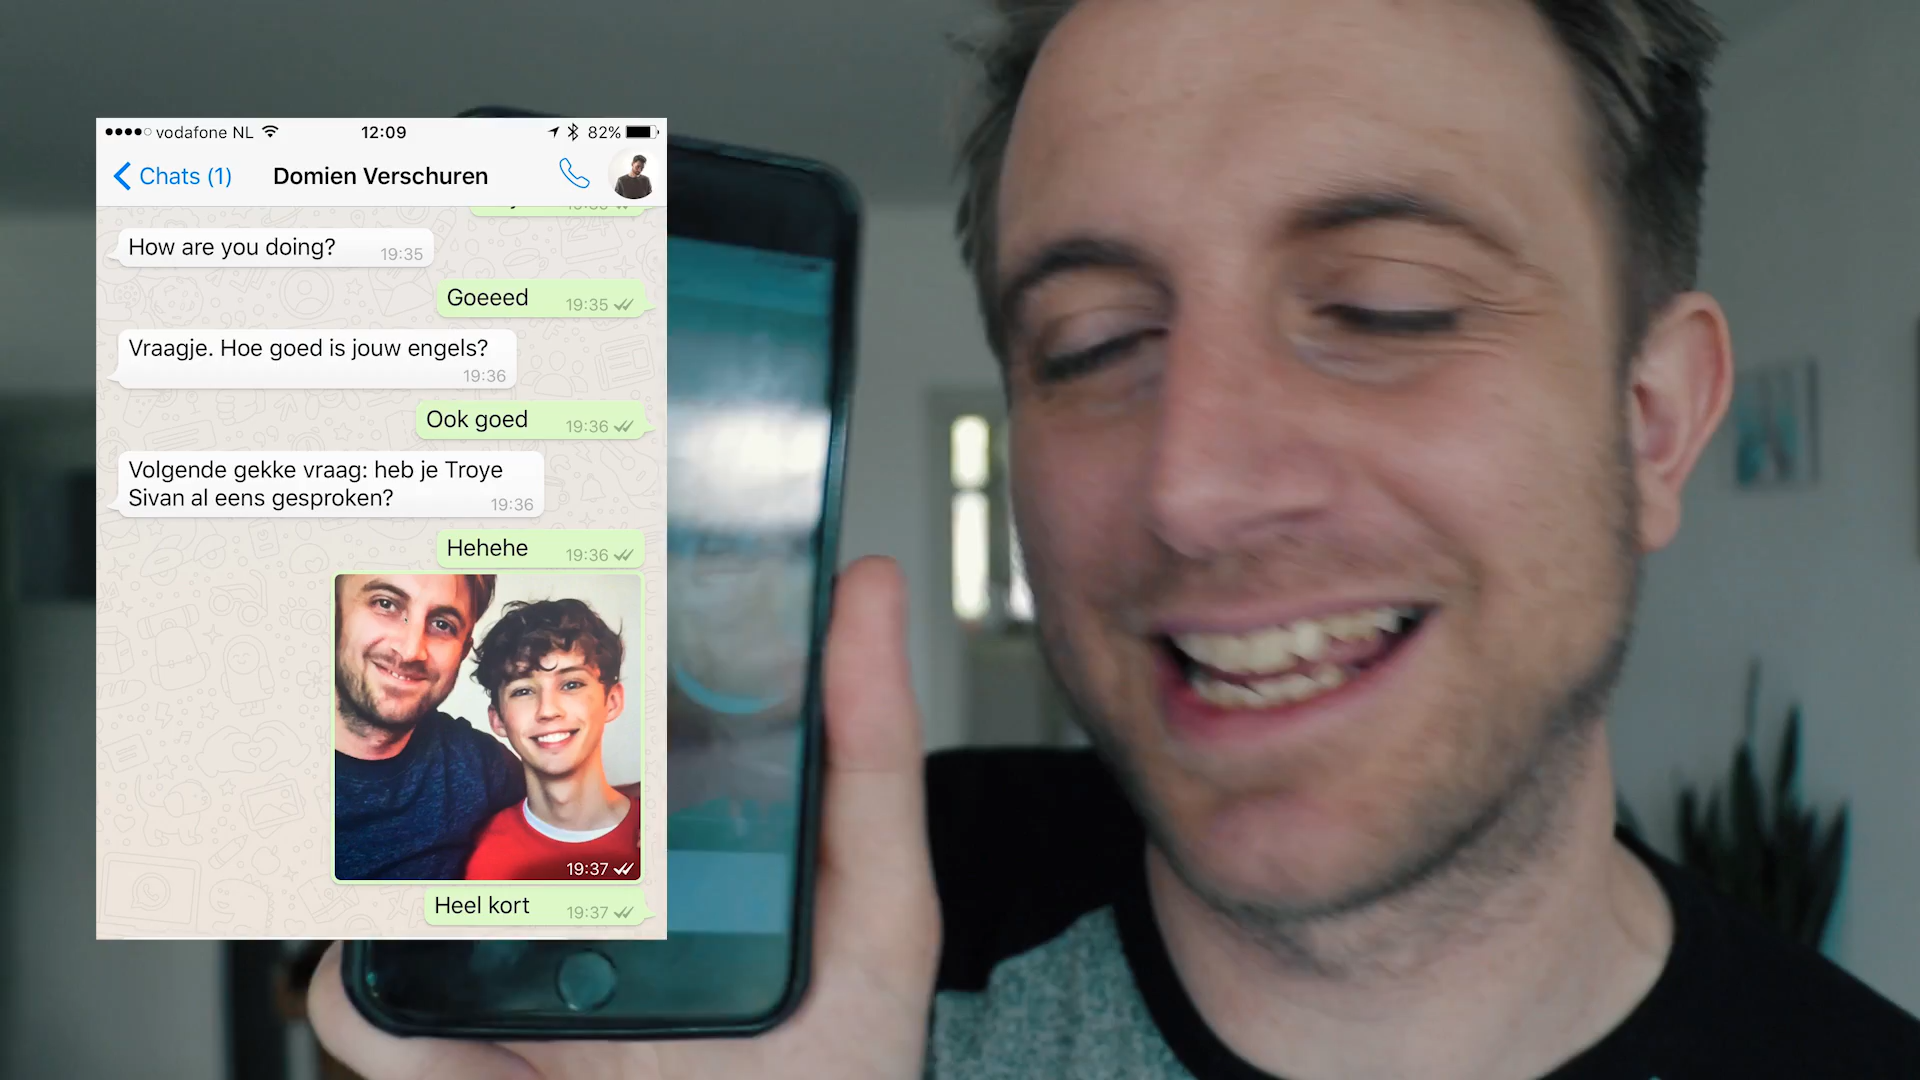 vodafone NL 12:09 82%
Chats (1) Domien Verschuren
How are you doing? 19:35
Goeeed 19:35
Vraagje. Hoe goed is jouw engels?
19:36
Ook goed 19:36
Volgende gekke vraag: heb je Troye
Sivan al eens gesproken? 19:36
Hehehe 19:36
19:37
Heel kort 19:37